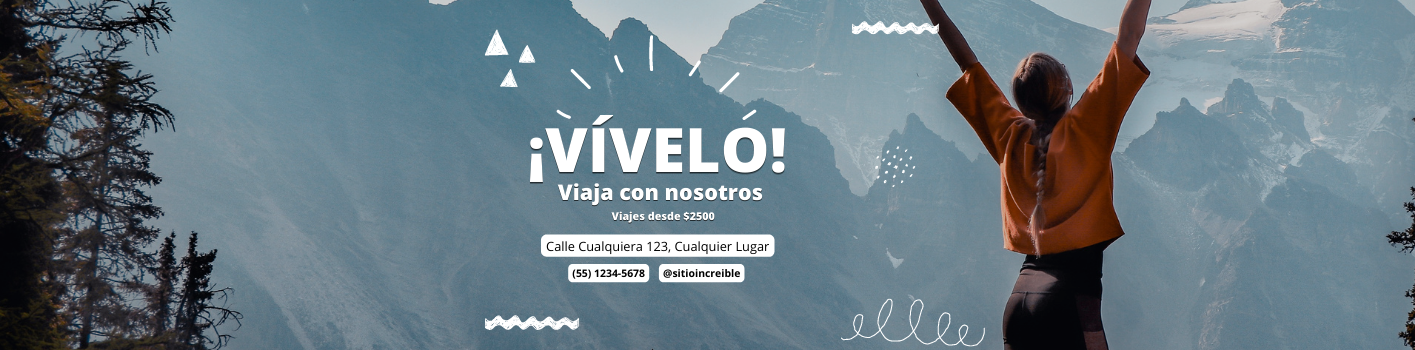 ¡VÍVELO!
Viaja con nosotros
Viajes desde $2500
Calle Cualquiera 123, Cualquier Lugar
(55) 1234-5678 @sitioincreible